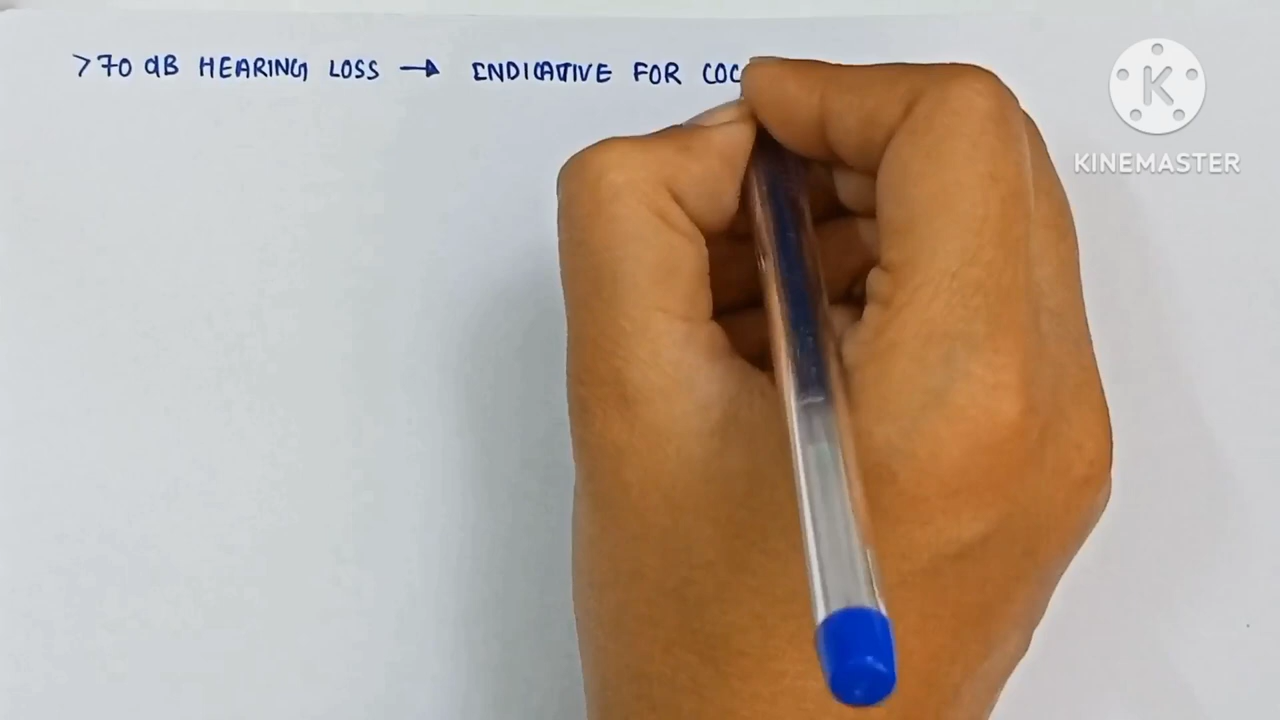 >70 dB HEARING LOSS → INDICATIVE FOR COC
KINEMASTER